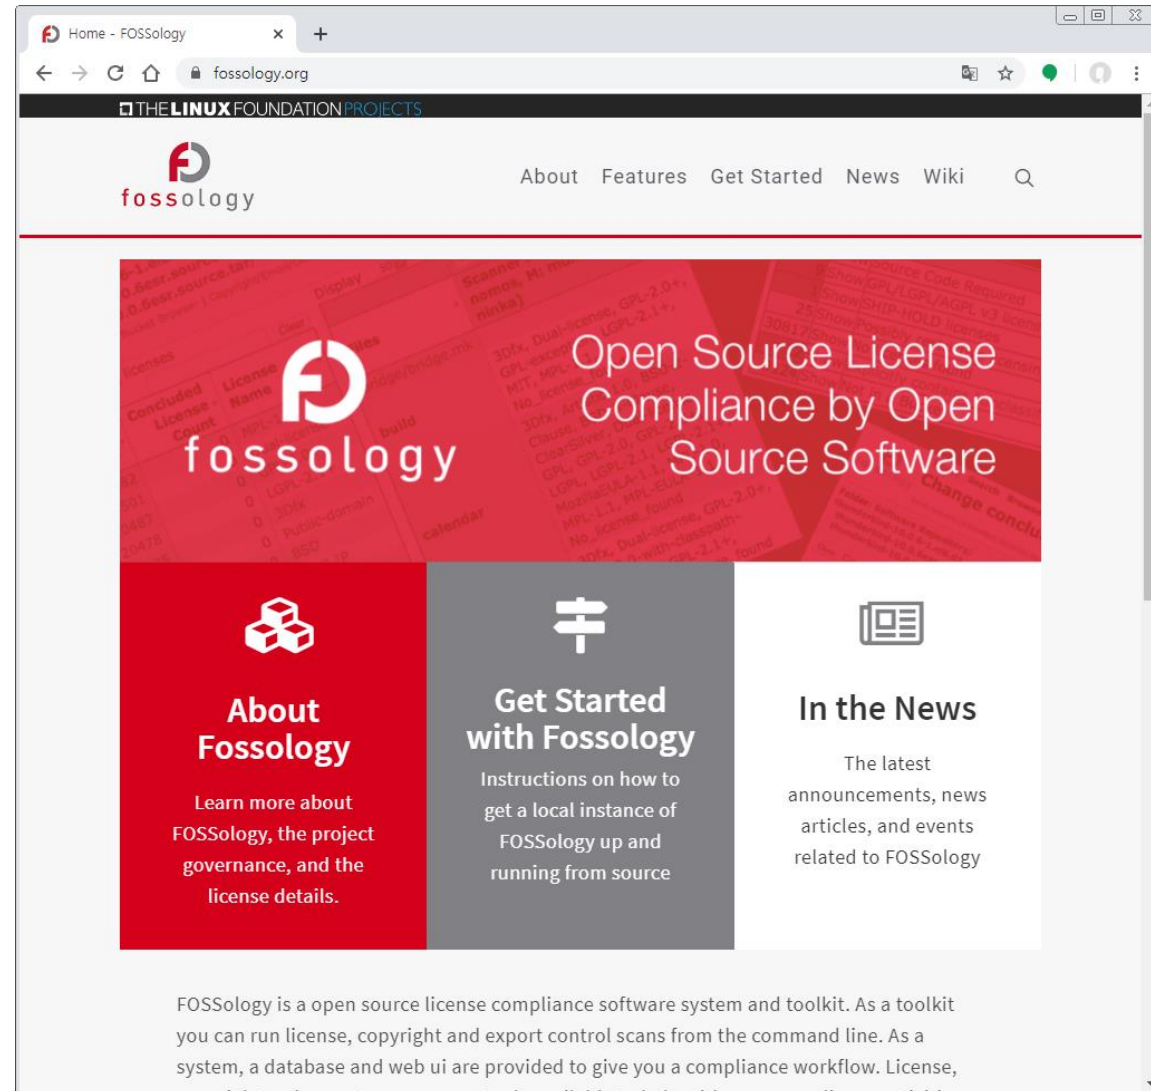 Home - FOSSology
fossology.org
THE LINUX FOUNDATION PROJECTS
fossology
About Features Get Started News Wiki
fossology
Open Source License
Compliance by Open
Source Software
About
Fossology
Learn more about
FOSSology, the project
governance, and the
license details.
Get Started
with Fossology
Instructions on how to
get a local instance of
FOSSology up and
running from source
In the News
The latest
announcements, news
articles, and events
related to FOSSology
FOSSology is a open source license compliance software system and toolkit. As a toolkit
you can run license, copyright and export control scans from the command line. As a
system, a database and web ui are provided to give you a compliance workflow. License,